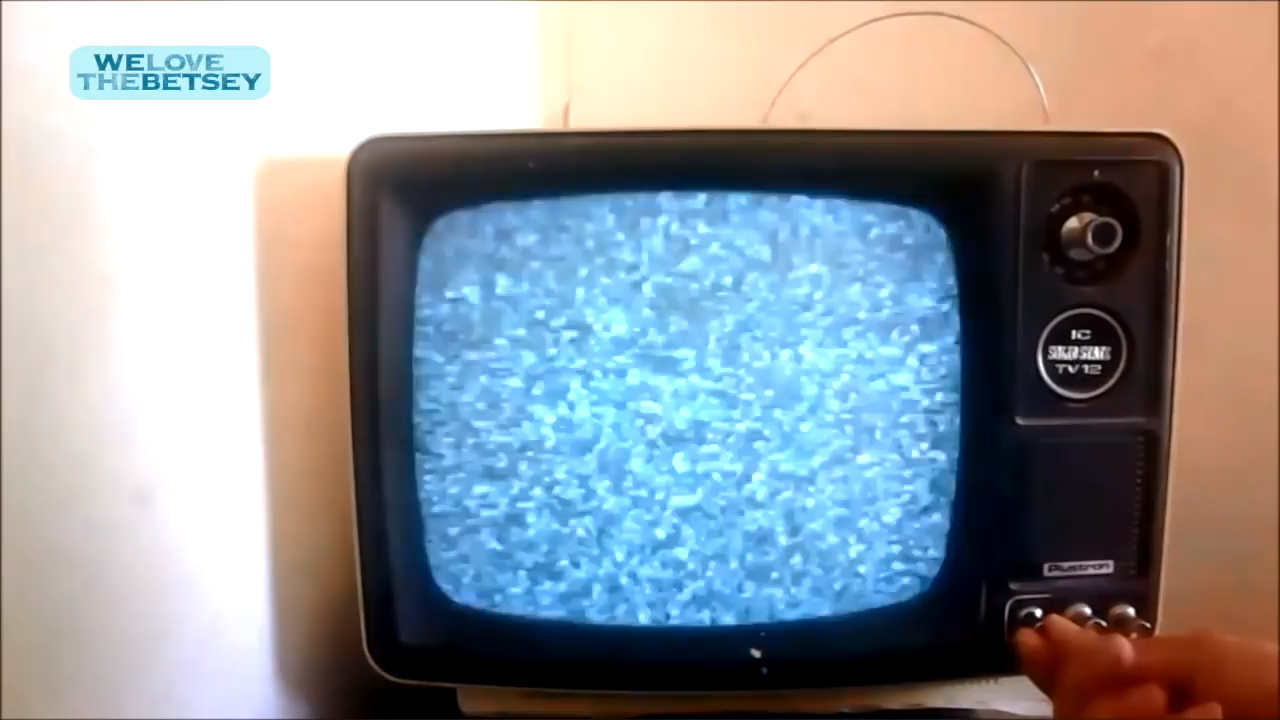 WELOVE
THEBETSEY
IC
SOLID STATE
TV12
Plustron